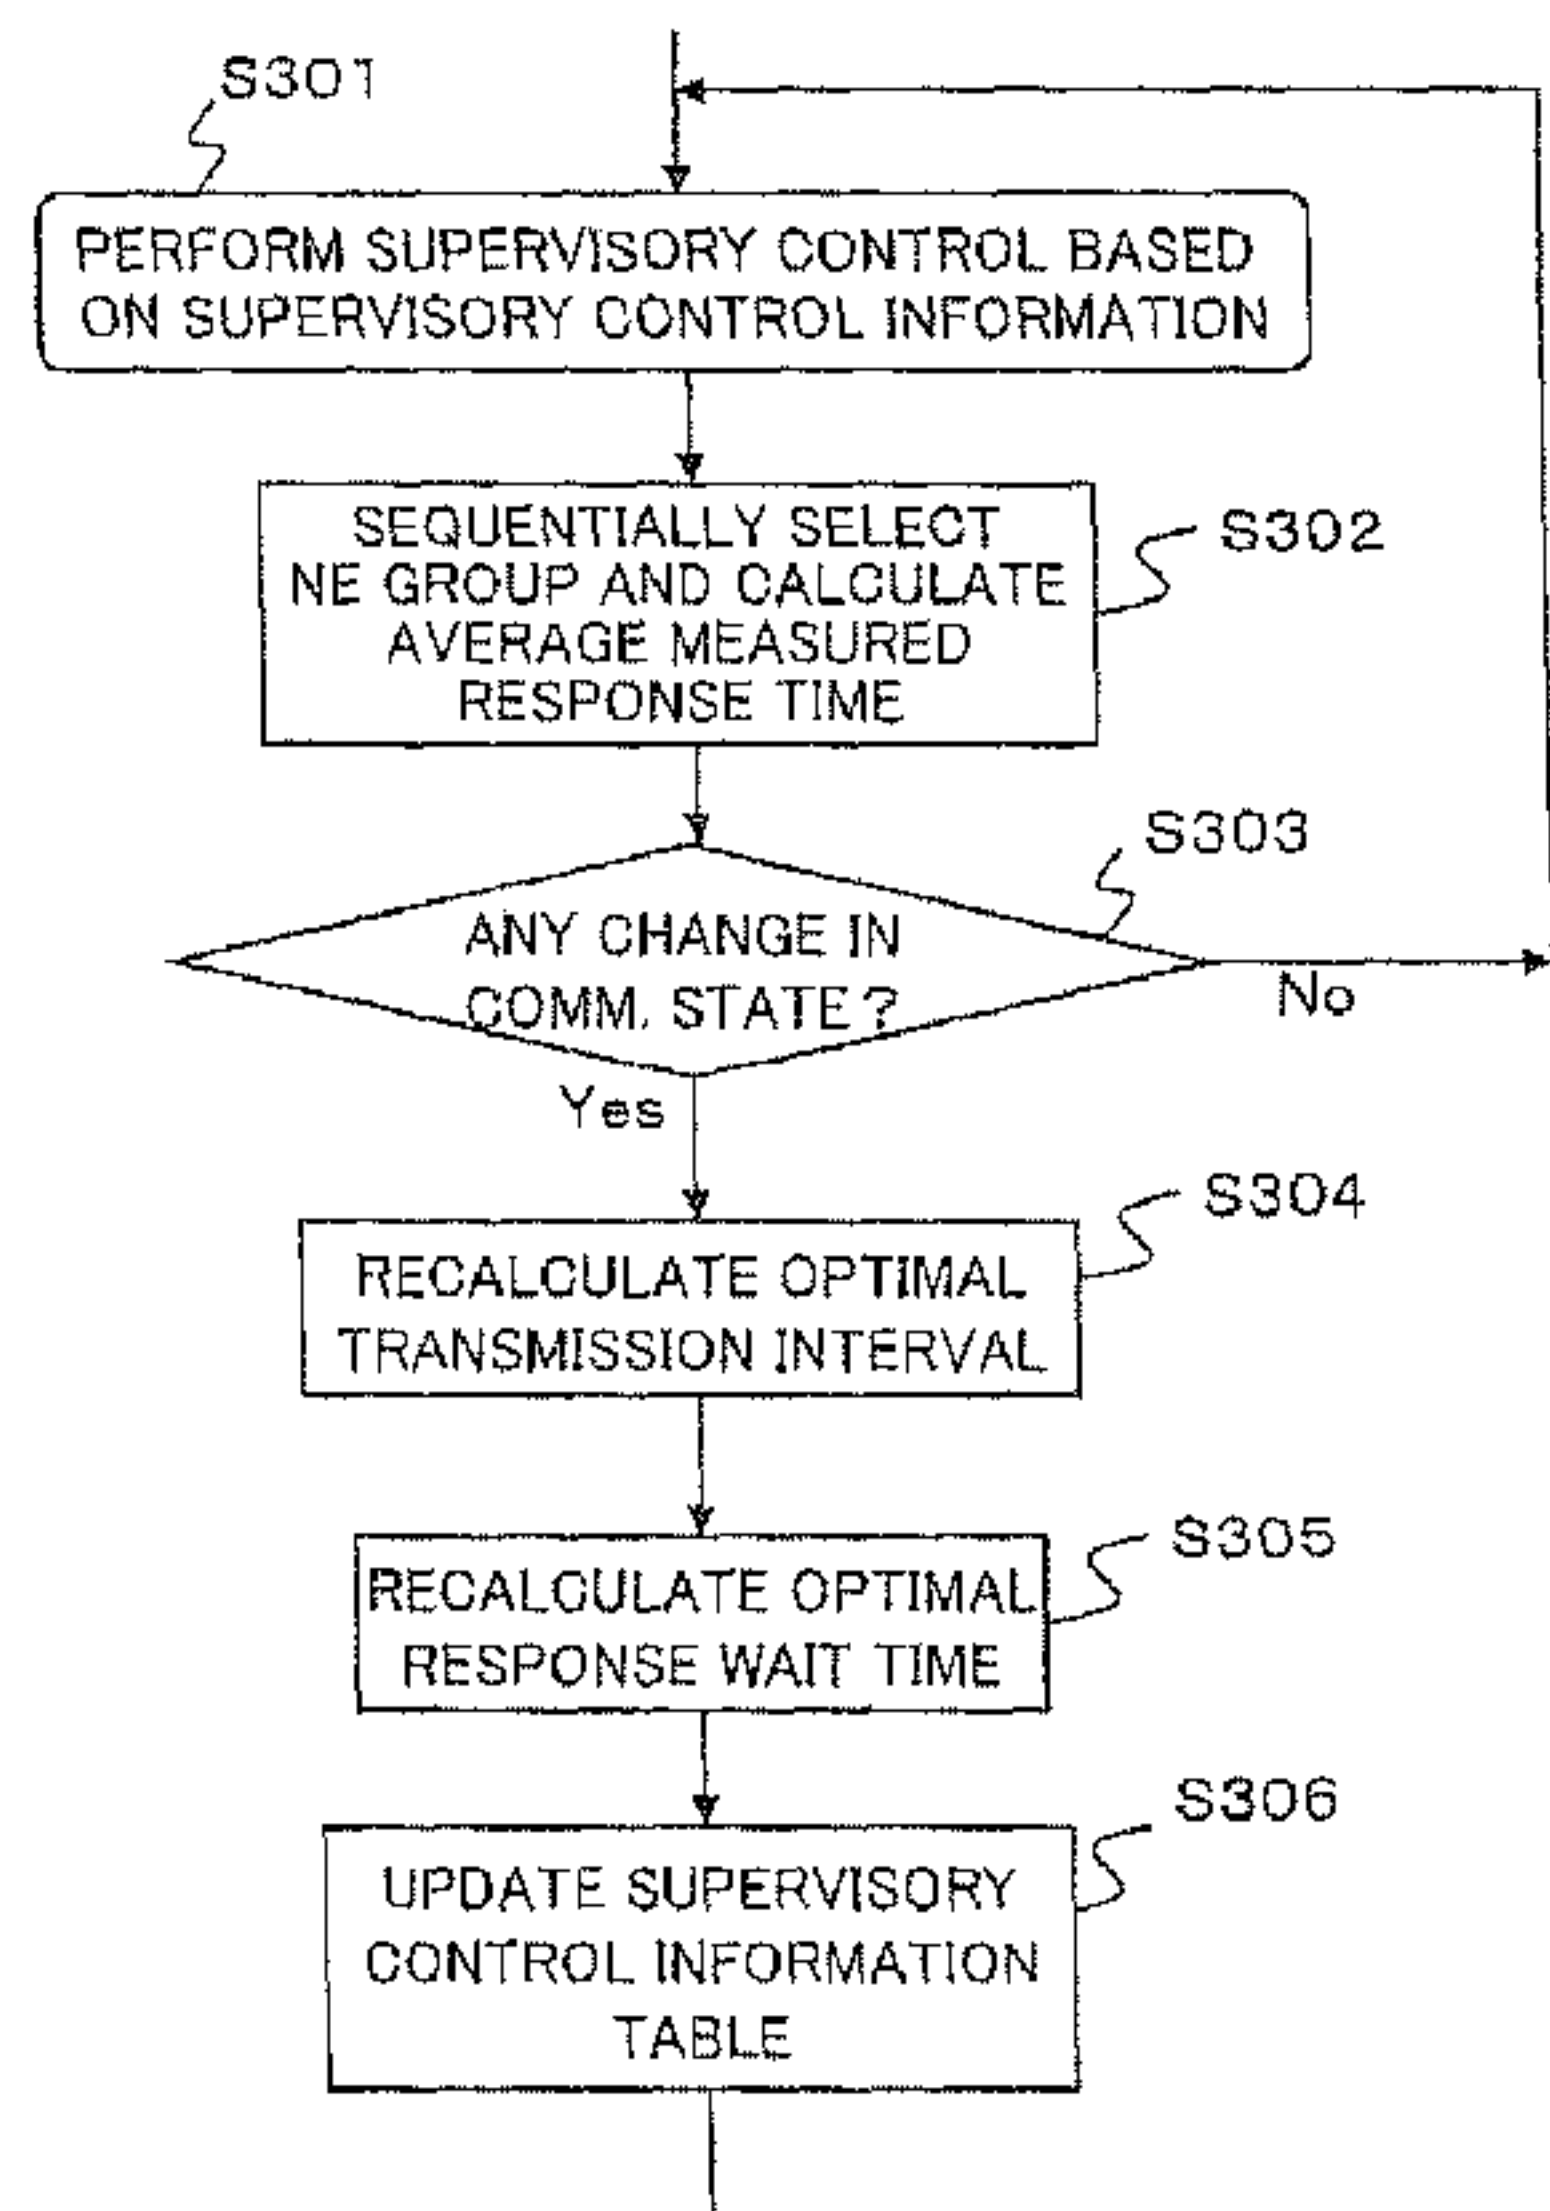 S301
PERFORM SUPERVISORY CONTROL BASED
ON SUPERVISORY CONTROL INFORMATION
SEQUENTIALLY SELECT
NE GROUP AND CALCULATE
AVERAGE MEASURED
RESPONSE TIME
S302
S303
ANY CHANGE IN
COMM. STATE?
No
Yes
S304
RECALCULATE OPTIMAL
TRANSMISSION INTERVAL
S305
RECALCULATE OPTIMAL
RESPONSE WAIT TIME
S306
UPDATE SUPERVISORY
CONTROL INFORMATION
TABLE